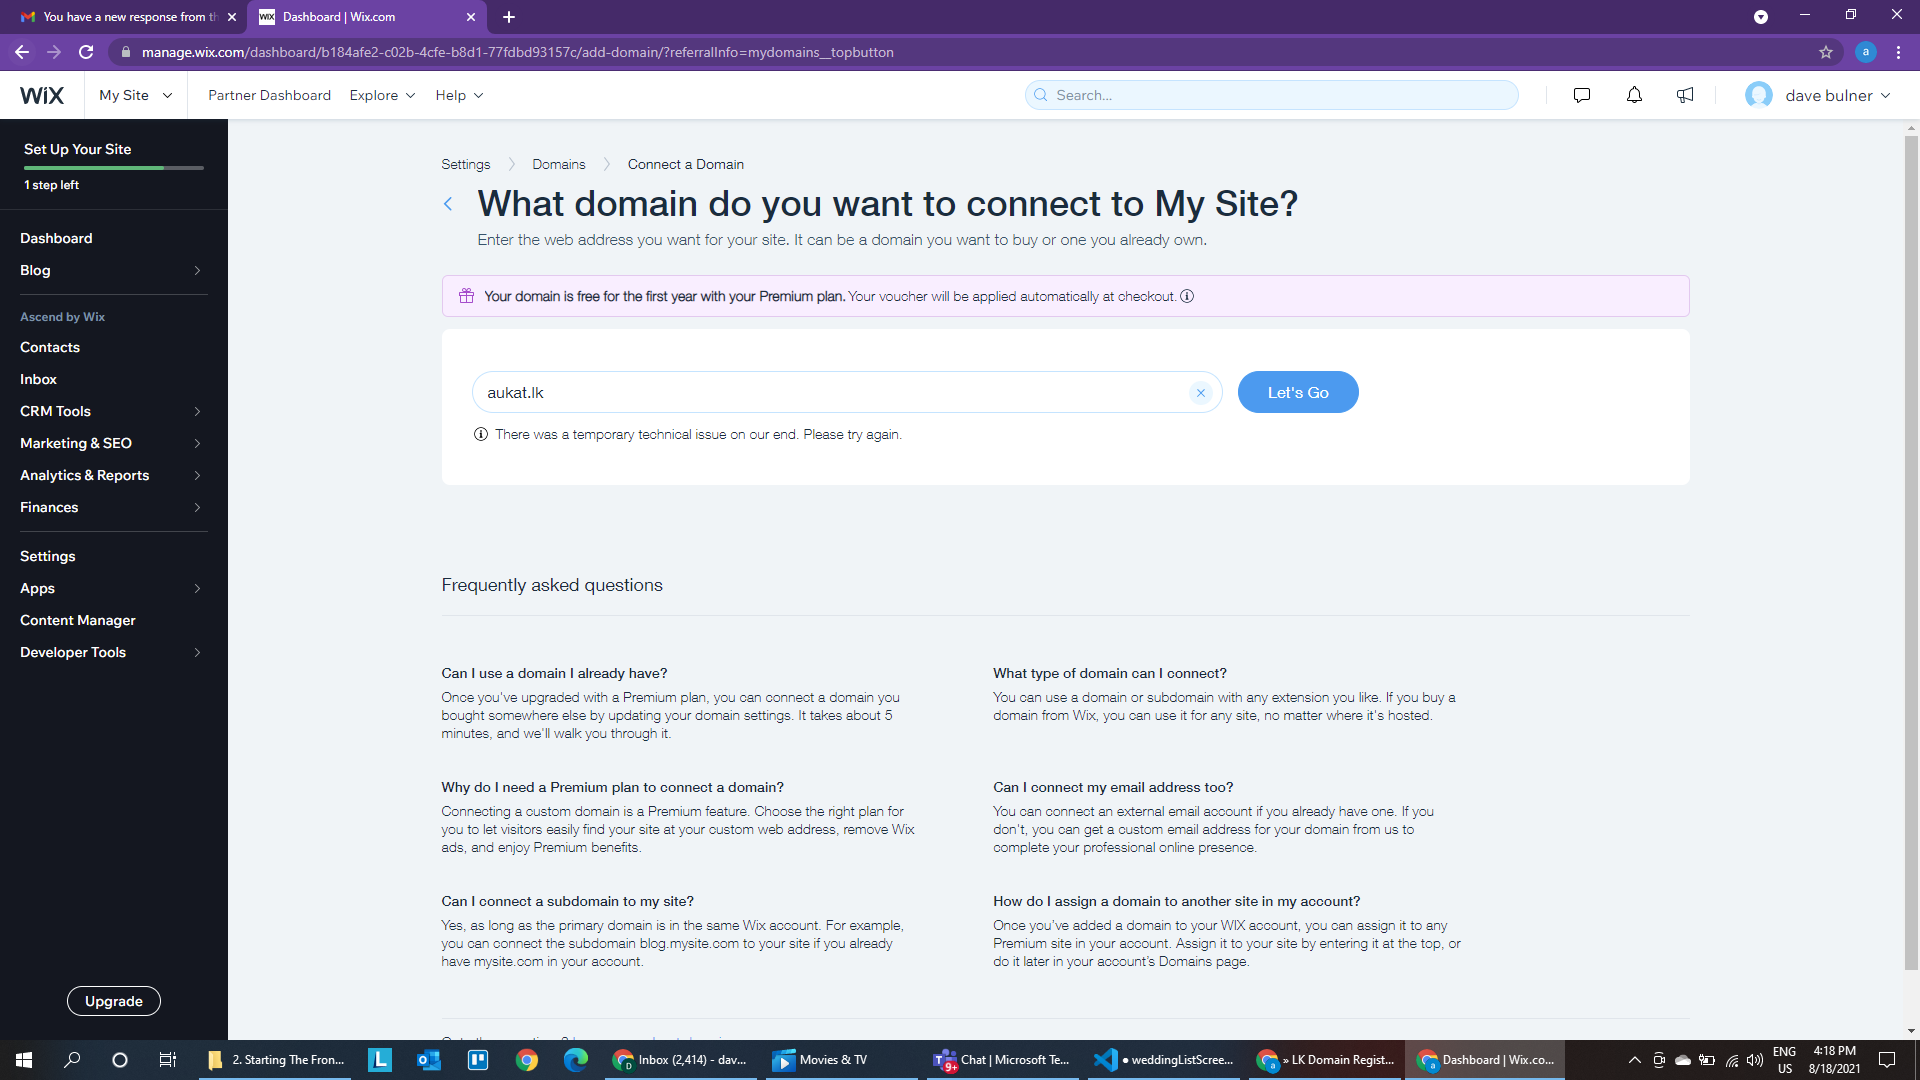 You have a new response from th
Dashboard | Wix.com
manage.wix.com/dashboard/b184afe2-c02b-4cfe-b8d1-77fdbd93157c/add-domain/?referralInfo=mydomains__topbutton
a
WiX
My Site
Partner Dashboard
Explore
Help
Search...
dave bulner
Set Up Your Site
1 step left
Dashboard
Blog
Ascend by Wix
Contacts
Inbox
CRM Tools
Marketing & SEO
Analytics & Reports
Finances
Settings
Apps
Content Manager
Developer Tools
Upgrade
Settings
Domains
Connect a Domain
What domain do you want to connect to My Site?
Enter the web address you want for your site. It can be a domain you want to buy or one you already own.
Your domain is free for the first year with your Premium plan. Your voucher will be applied automatically at checkout.
aukat.lk
Let's Go
There was a temporary technical issue on our end. Please try again.
Frequently asked questions
Can I use a domain I already have?
Once you've upgraded with a Premium plan, you can connect a domain you
bought somewhere else by updating your domain settings. It takes about 5
minutes, and we'll walk you through it.
What type of domain can I connect?
You can use a domain or subdomain with any extension you like. If you buy a
domain from Wix, you can use it for any site, no matter where it's hosted.
Why do I need a Premium plan to connect a domain?
Connecting a custom domain is a Premium feature. Choose the right plan for
you to let visitors easily find your site at your custom web address, remove Wix
ads, and enjoy Premium benefits.
Can I connect my email address too?
You can connect an external email account if you already have one. If you
don't, you can get a custom email address for your domain from us to
complete your professional online presence.
Can I connect a subdomain to my site?
Yes, as long as the primary domain is in the same Wix account. For example,
you can connect the subdomain blog.mysite.com to your site if you already
have mysite.com in your account.
How do I assign a domain to another site in my account?
Once you've added a domain to your WIX account, you can assign it to any
Premium site in your account. Assign it to your site by entering it at the top, or
do it later in your account's Domains page.
2. Starting The Fron...
L
Inbox (2,414) - dav...
Movies & TV
9+
Chat | Microsoft Te...
● weddingListScree...
» LK Domain Regist...
Dashboard | Wix.co...
ENG
US
4:18 PM
8/18/2021